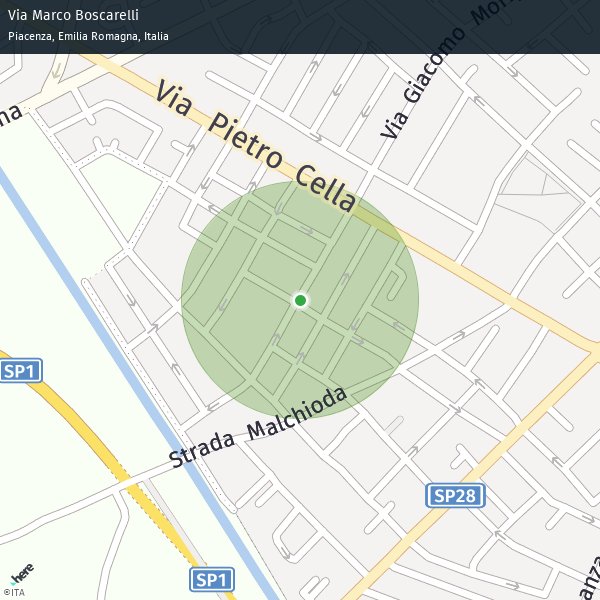 Via Marco Boscarelli
Piacenza, Emilia Romagna, Italia
Via Giacomo Mor
na
Via Pietro Cella
SP1
Strada Malchioda
SP28
SP1
anza
here
©ITA